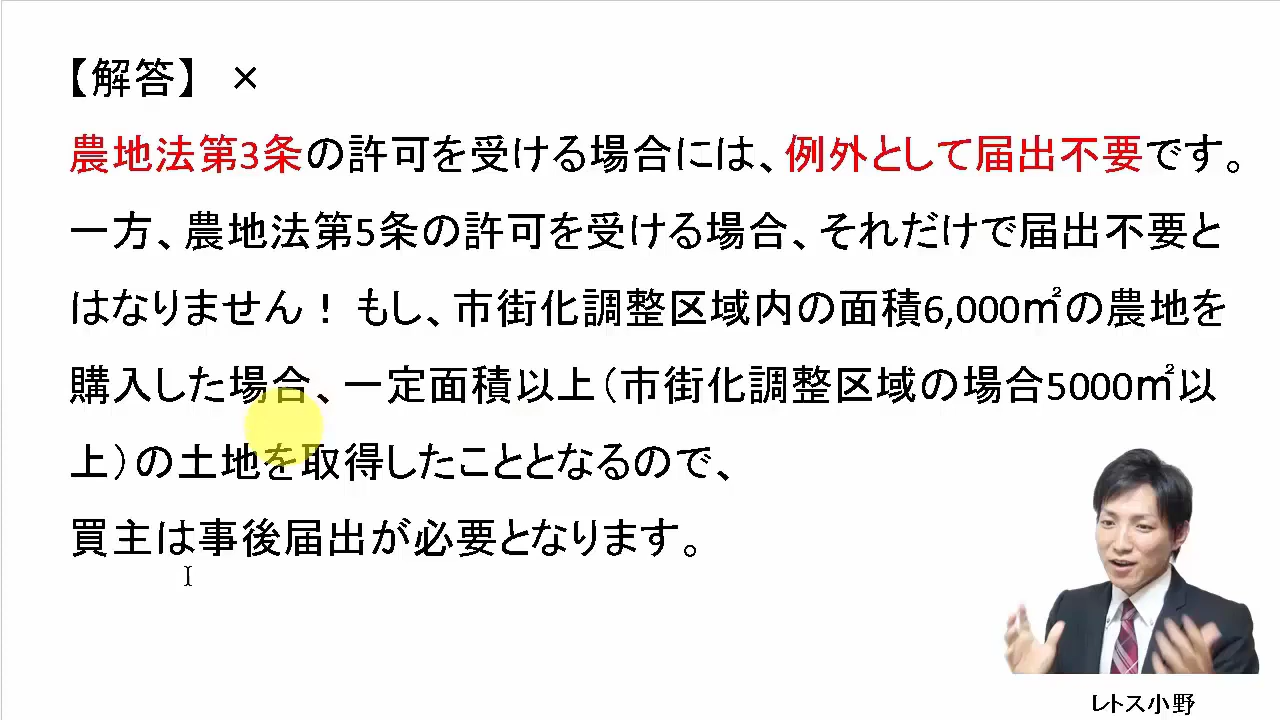 【解答】 ×
農地法第3条の許可を受ける場合には、例外として届出不要です。
一方、農地法第5条の許可を受ける場合、それだけで届出不要と
はなりません！ もし、市街化調整区域内の面積6,000㎡の農地を
購入した場合、一定面積以上（市街化調整区域の場合5000㎡以
上）の土地を取得したこととなるので、
買主は事後届出が必要となります。
レトス小野